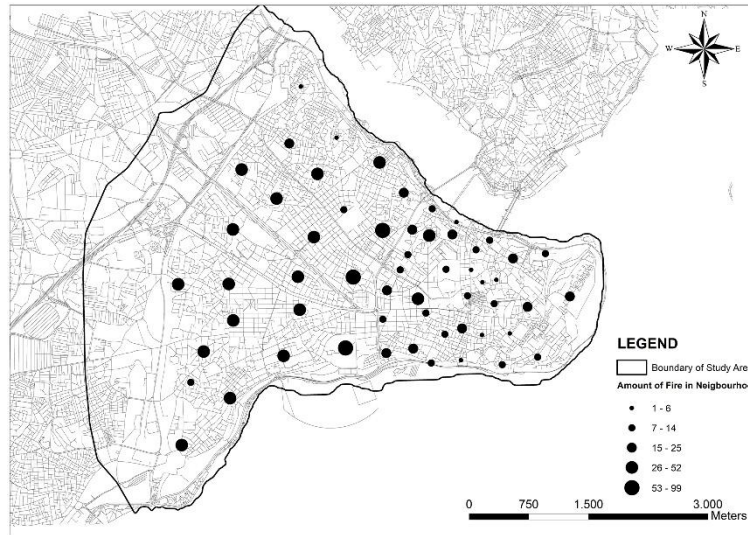 N
W E
S
LEGEND
Boundary of Study Are
Amount of Fire in Neigbourho
1 - 6
7 - 14
15 - 25
26 - 52
53 - 99
0 750 1.500 3.000
Meters